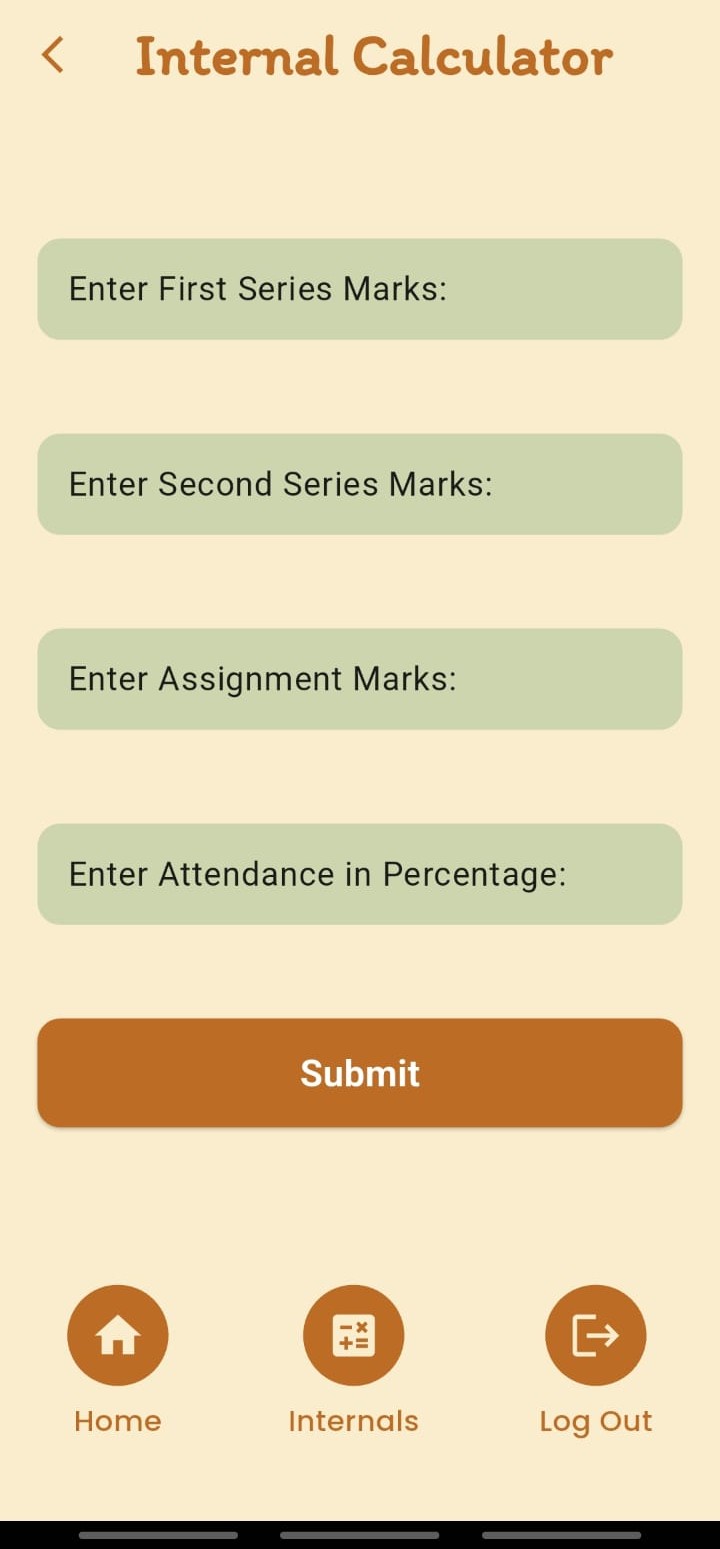 Internal Calculator
Enter First Series Marks:
Enter Second Series Marks:
Enter Assignment Marks:
Enter Attendance in Percentage:
Submit
Home
Internals
Log Out